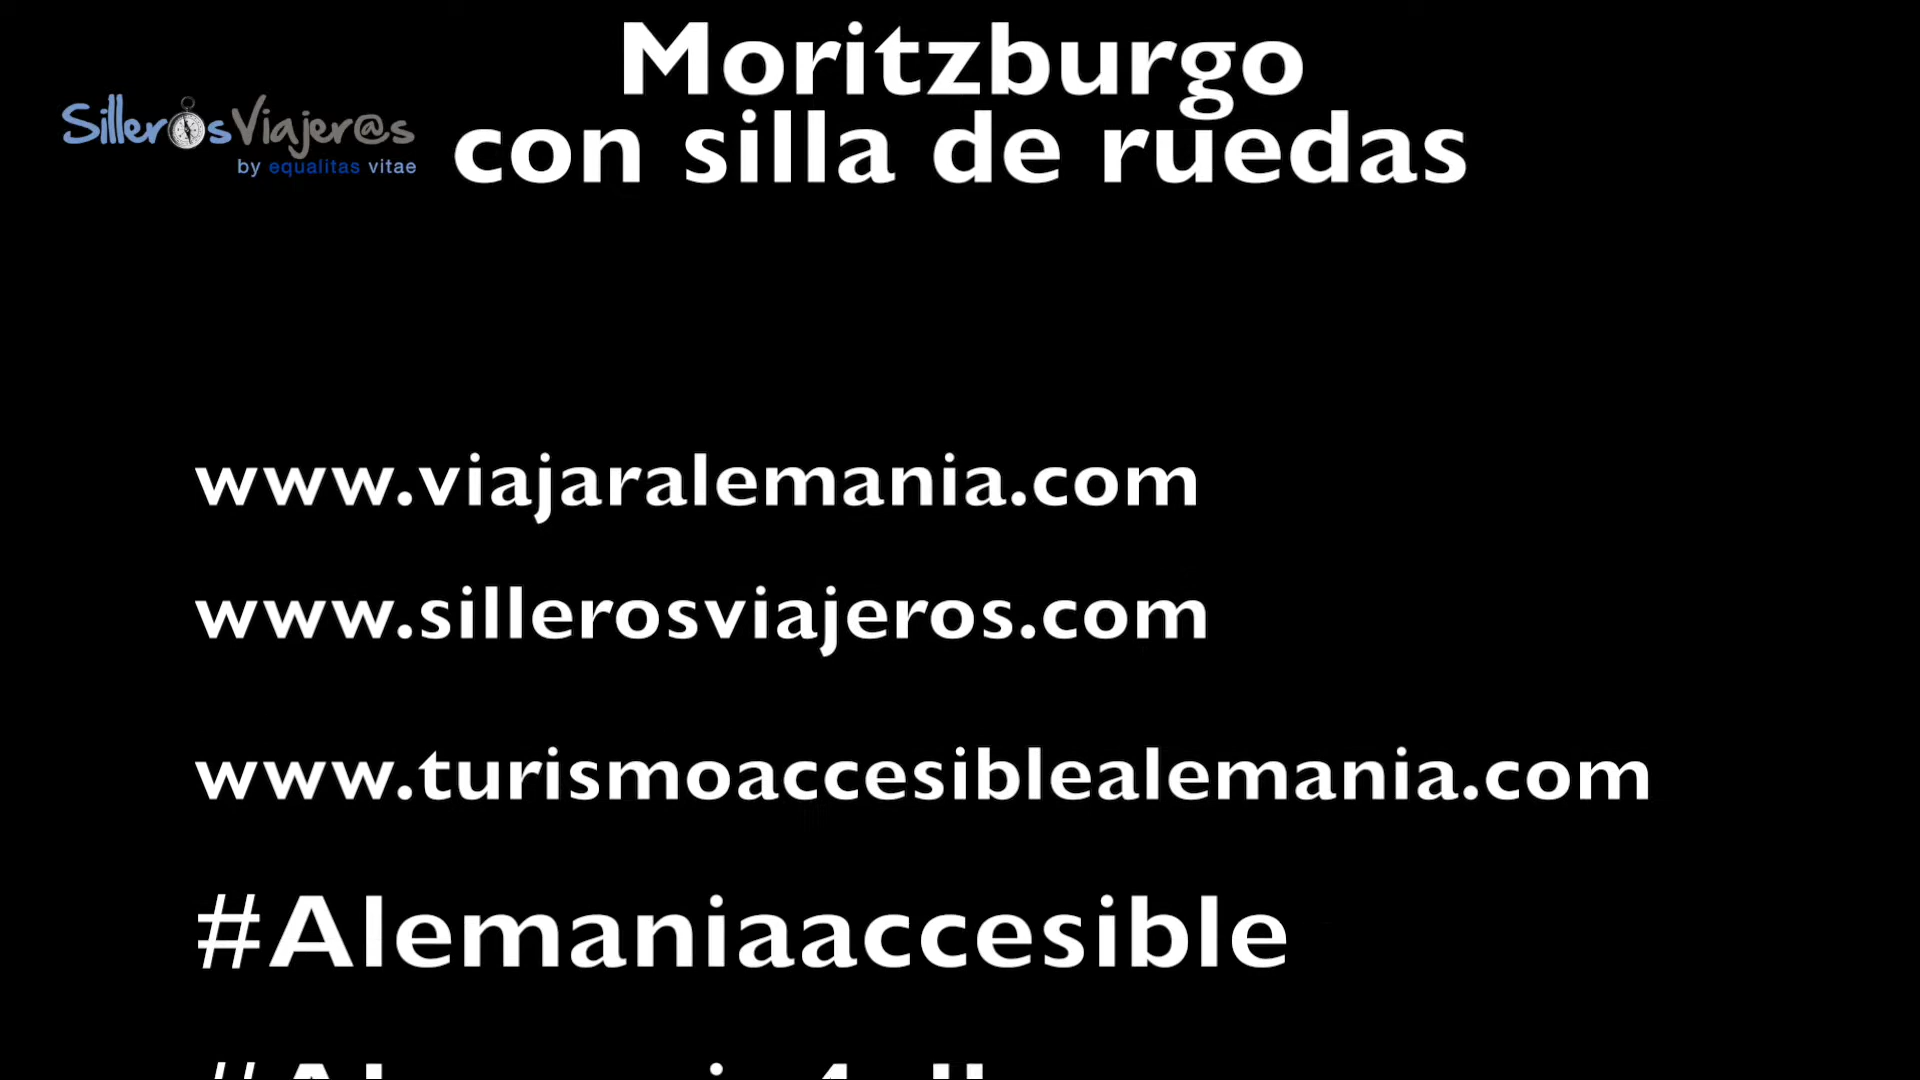 Moritzburgo
con silla de ruedas
SillerosViajer@s
by equalitas vitae
www.viajaralemania.com
www.sillerosviajeros.com
www.turismoaccesiblealemania.com
#Alemaniaaccesible